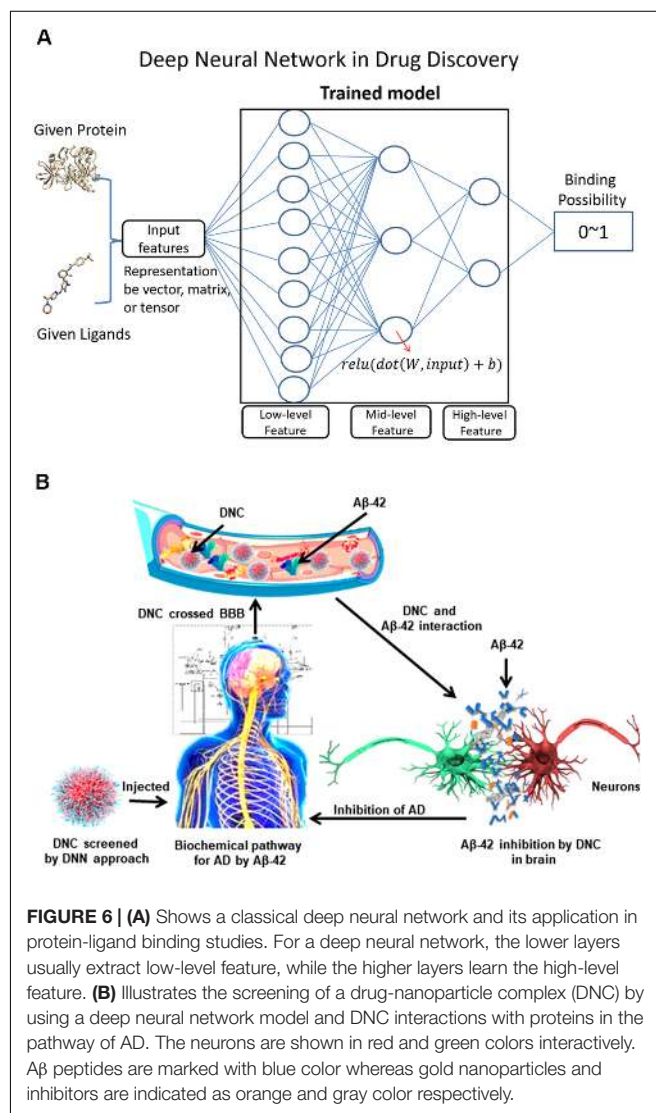 A
Deep Neural Network in Drug Discovery
Trained model
Given Protein
Input
features
Representation
be vector, matrix,
or tensor
Given Ligands
Binding
Possibility
0~1
relu(dot(W,input) + b)
Low-level
Feature
Mid-level
Feature
High-level
Feature
B
DNC
Aβ-42
DNC crossed BBB
DNC and
Aβ-42 interaction
Aβ-42
Neurons
Injected
Inhibition of AD
DNC screened
by DNN approach
Biochemical pathway
for AD by Aβ-42
Aβ-42 inhibition by DNC
in brain
FIGURE 6 | (A) Shows a classical deep neural network and its application in
protein-ligand binding studies. For a deep neural network, the lower layers
usually extract low-level feature, while the higher layers learn the high-level
feature. (B) Illustrates the screening of a drug-nanoparticle complex (DNC) by
using a deep neural network model and DNC interactions with proteins in the
pathway of AD. The neurons are shown in red and green colors interactively.
Aβ peptides are marked with blue color whereas gold nanoparticles and
inhibitors are indicated as orange and gray color respectively.